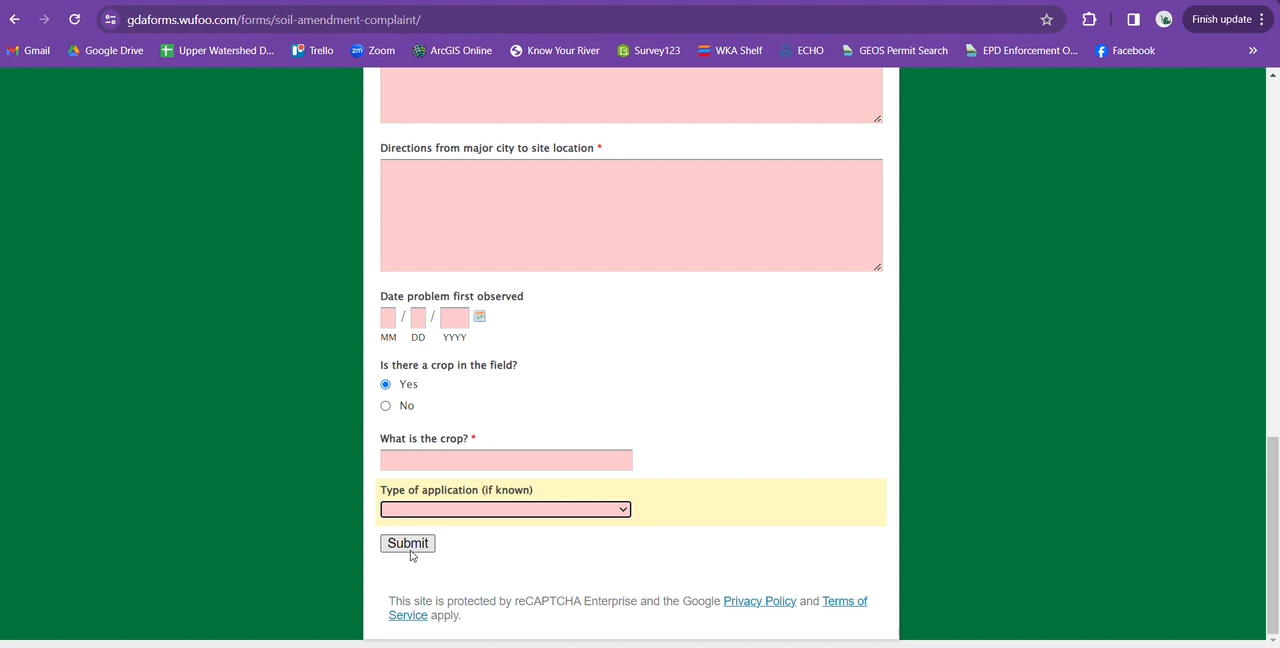 gdaforms.wufoo.com/forms/soil-amendment-complaint/
Finish update
Gmail Google Drive Upper Watershed D... Trello Zoom ArcGIS Online Know Your River Survey123 WKA Shelf ECHO GEOS Permit Search EPD Enforcement O... Facebook »
Directions from major city to site location *
Date problem first observed
/ /
MM DD YYYY
Is there a crop in the field?
Yes
No
What is the crop? *
Type of application (if known)
Submit
This site is protected by reCAPTCHA Enterprise and the Google Privacy Policy and Terms of
Service apply.